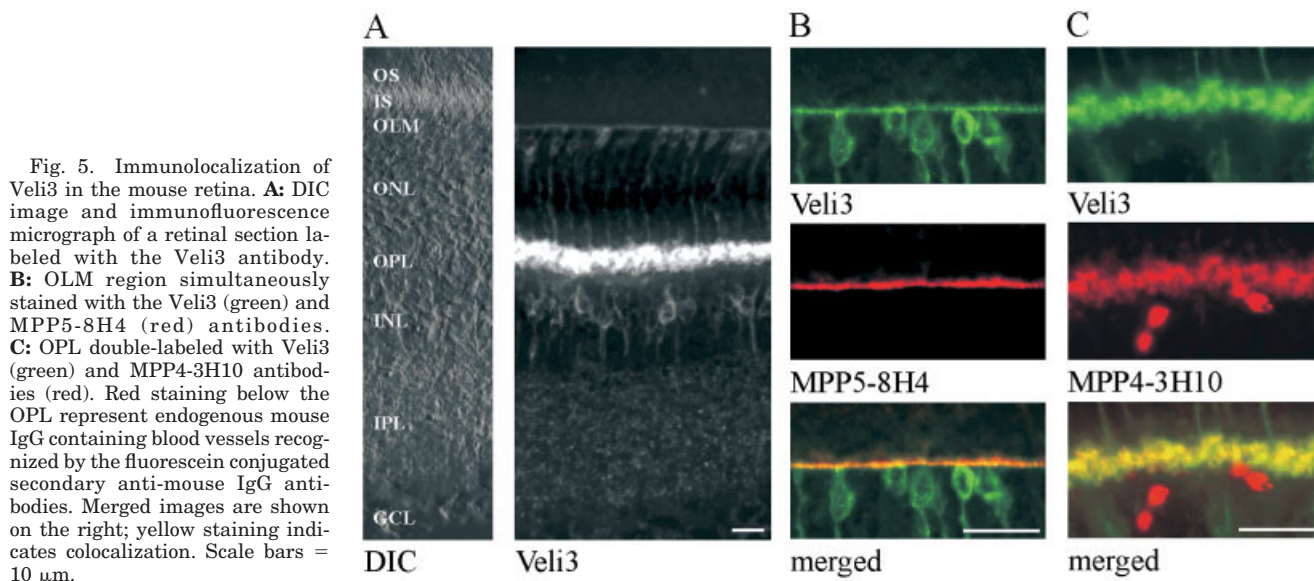 Fig. 5. Immunolocalization of
Veli3 in the mouse retina. A: DIC
image and immunofluorescence
micrograph of a retinal section la-
beled with the Veli3 antibody.
B: OLM region simultaneously
stained with the Veli3 (green) and
MPP5-8H4 (red) antibodies.
C: OPL double-labeled with Veli3
(green) and MPP4-3H10 antibod-
ies (red). Red staining below the
OPL represent endogenous mouse
IgG containing blood vessels recog-
nized by the fluorescein conjugated
secondary anti-mouse IgG anti-
bodies. Merged images are shown
on the right; yellow staining indi-
cates colocalization. Scale bars =
10 μm.
A
OS
IS
OLM
ONL
OPL
INL
IPL
GCL
DIC
Veli3
B
Veli3
MPP5-8H4
merged
C
Veli3
MPP4-3H10
merged